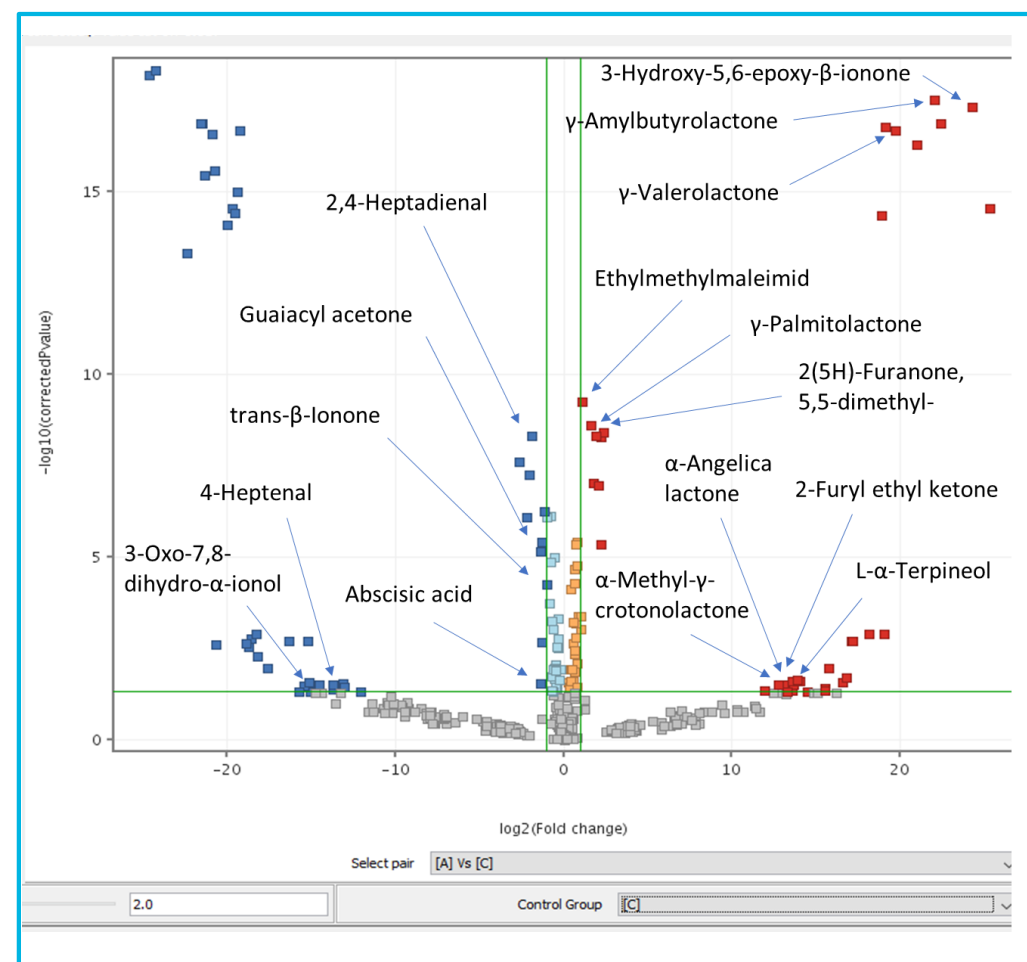 3-Hydroxy-5,6-epoxy-β-ionone
γ-Amylbutyrolactone
15
γ-Valerolactone
2,4-Heptadienal
Ethylmethylmaleimid
Guaiacyl acetone
γ-Palmitolactone
-log10(correctedPvalue)
10
2(5H)-Furanone,
5,5-dimethyl-
trans-β-Ionone
α-Angelica
lactone
4-Heptenal
2-Furyl ethyl ketone
5
3-Oxo-7,8-
dihydro-α-ionol
Abscisic acid
α-Methyl-γ-
crotonolactone
L-α-Terpineol
0
-20 -10 0 10 20
log2(Fold change)
Select pair [A] Vs [C]
2.0 Control Group [C]